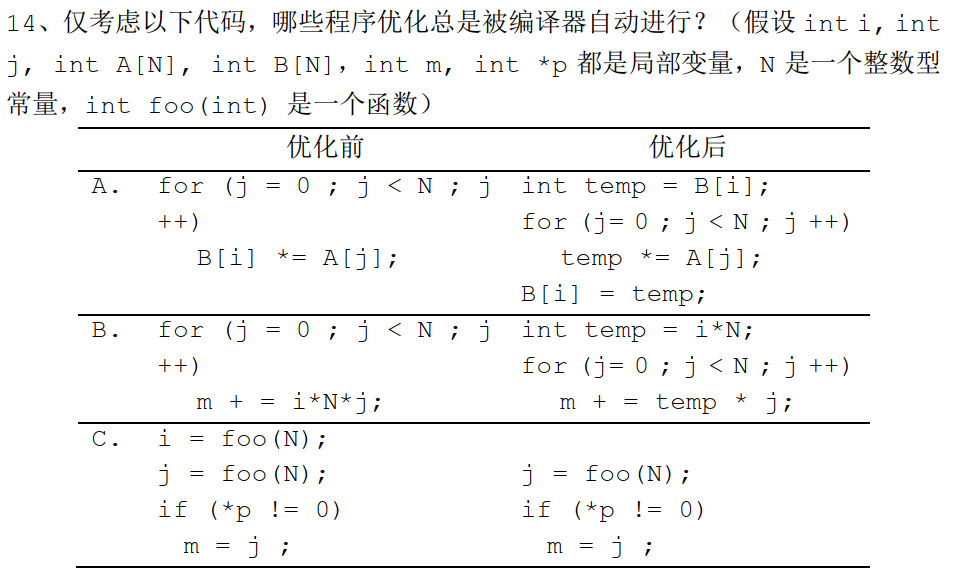 14、仅考虑以下代码，哪些程序优化总是被编译器自动进行？（假设 int i, int
j, int A[N], int B[N]，int m, int *p 都是局部变量，N 是一个整数型
常量，int foo(int) 是一个函数）
优化前 优化后
A. for (j = 0 ; j < N ; j int temp = B[i];
++) for (j= 0 ; j < N ; j ++)
B[i] *= A[j]; temp *= A[j];
B[i] = temp;
B. for (j = 0 ; j < N ; j int temp = i*N;
++) for (j= 0 ; j < N ; j ++)
m + = i*N*j; m + = temp * j;
C. i = foo(N);
j = foo(N); j = foo(N);
if (*p != 0) if (*p != 0)
m = j ; m = j ;